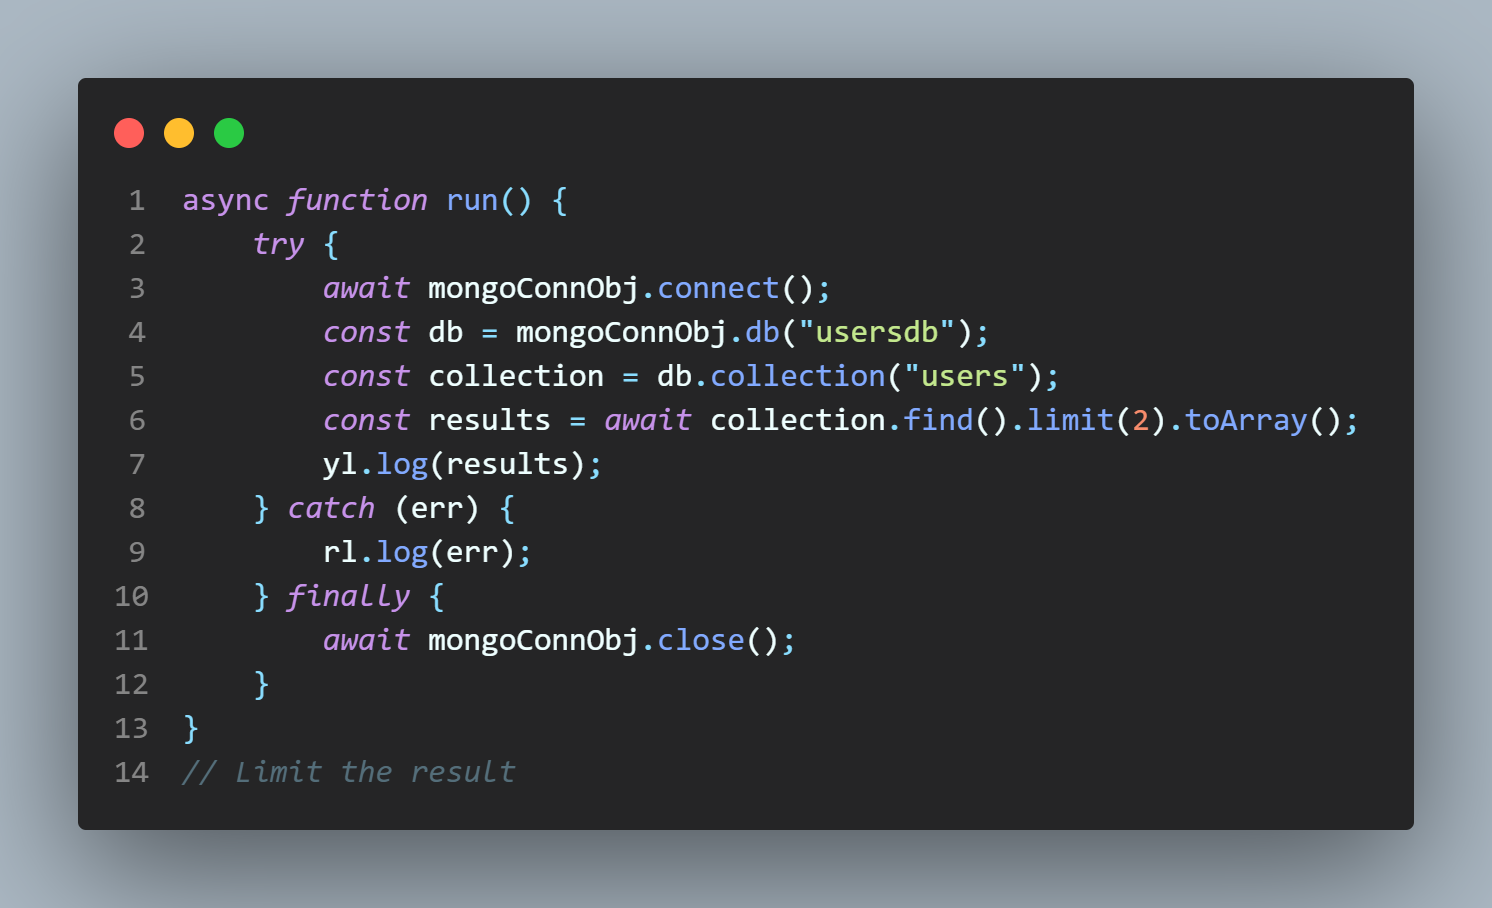 1 async function run() {
2     try {
3         await mongoConnObj.connect();
4         const db = mongoConnObj.db("usersdb");
5         const collection = db.collection("users");
6         const results = await collection.find().limit(2).toArray();
7         yl.log(results);
8     } catch (err) {
9         rl.log(err);
10     } finally {
11         await mongoConnObj.close();
12     }
13 }
14 // Limit the result